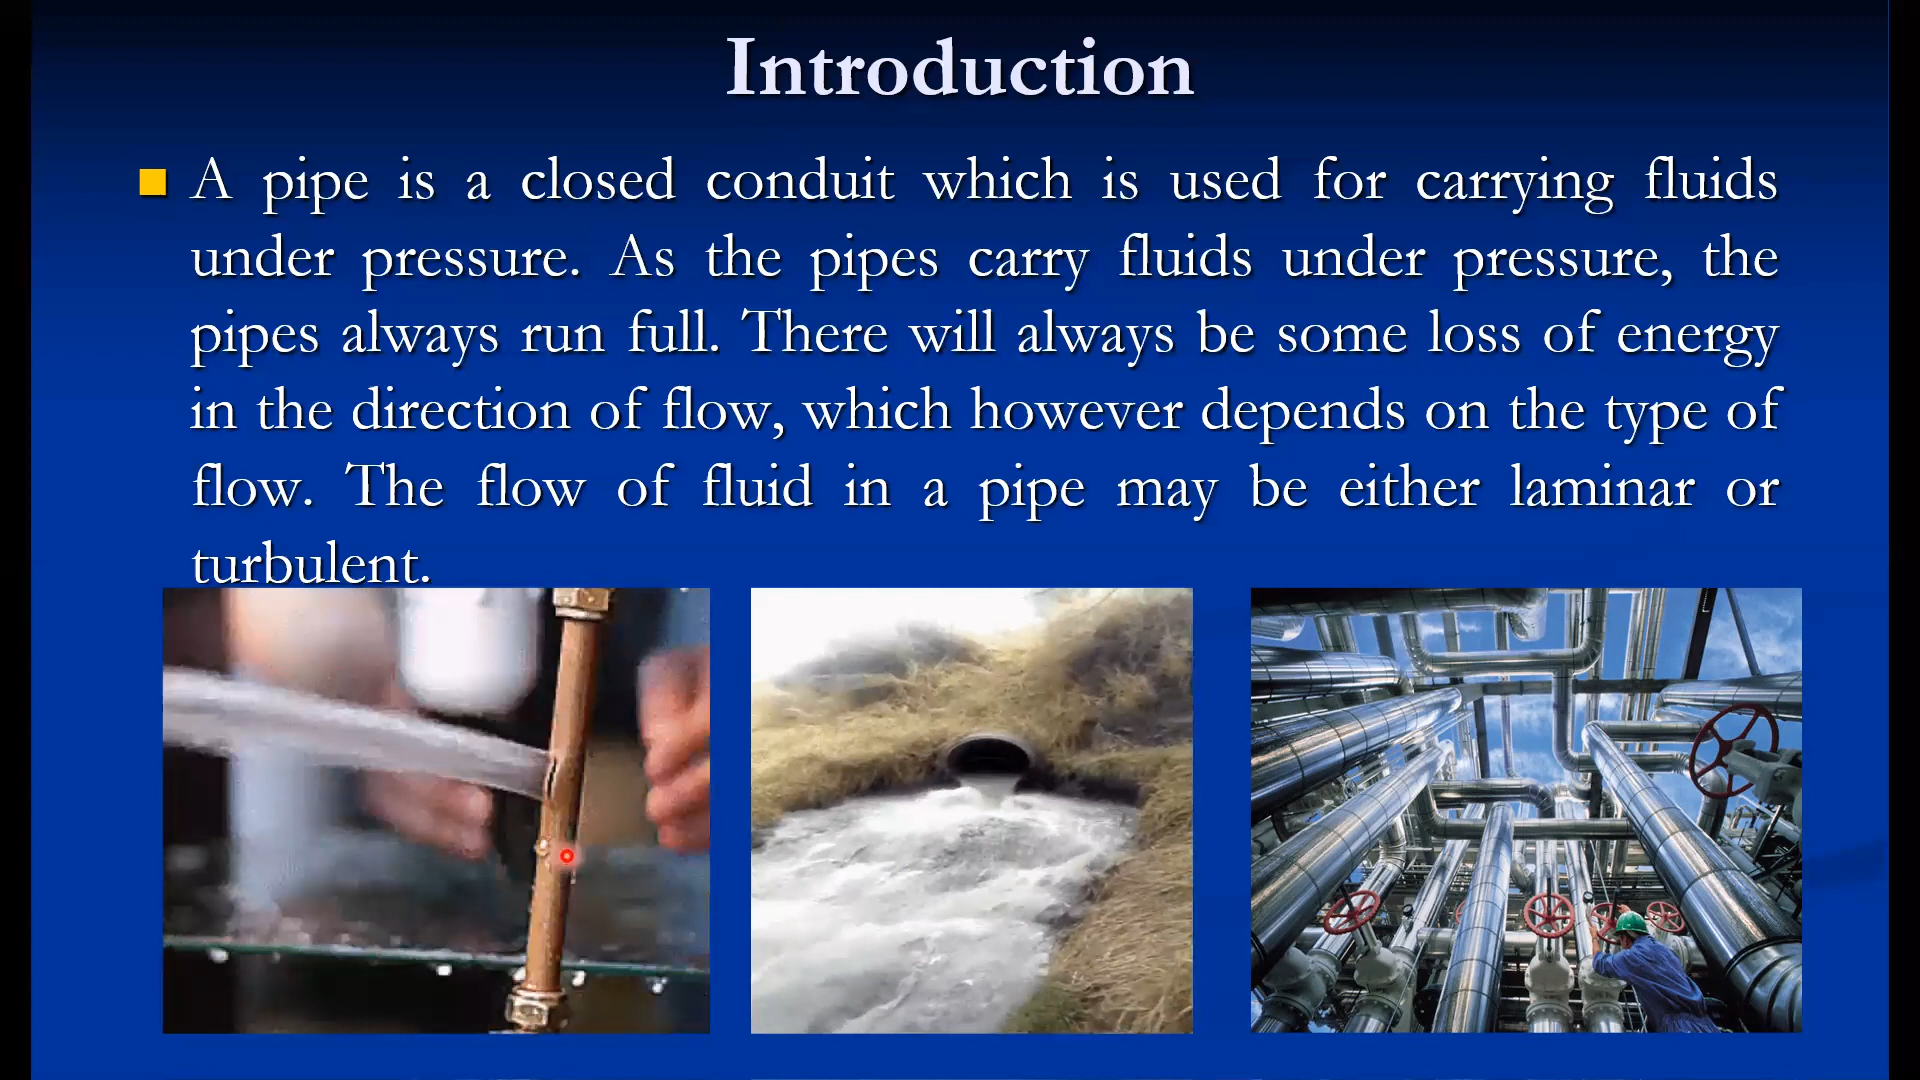 Introduction
A pipe is a closed conduit which is used for carrying fluids
under pressure. As the pipes carry fluids under pressure, the
pipes always run full. There will always be some loss of energy
in the direction of flow, which however depends on the type of
flow. The flow of fluid in a pipe may be either laminar or
turbulent.